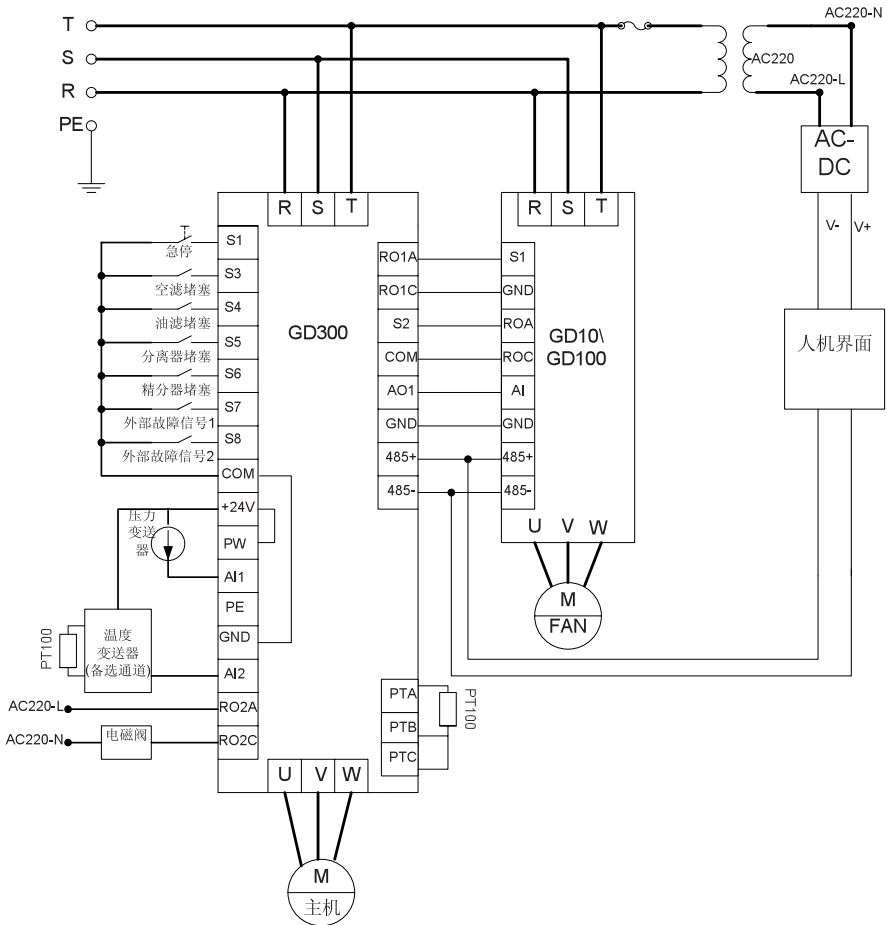 T
AC220-N
S
AC220
R
AC220-L
PE
AC-
DC
R S T
R S T
V- V+
S1
急停
S3
空滤堵塞
S4
油滤堵塞
S5
分离器堵塞
S6
精分器堵塞
S7
外部故障信号1
S8
外部故障信号2
COM
+24V
压力
变送
器
PW
AI1
PE
GND
PT100
温度
变送器
(备选通道)
AI2
AC220-L
RO2A
AC220-N
电磁阀
RO2C
GD300
RO1A
RO1C
S2
COM
AO1
GND
485+
485-
S1
GND
ROA
ROC
AI
GND
485+
485-
GD10\
GD100
人机界面
U V W
M
FAN
PTA
PTB
PTC
PT100
U V W
M
主机